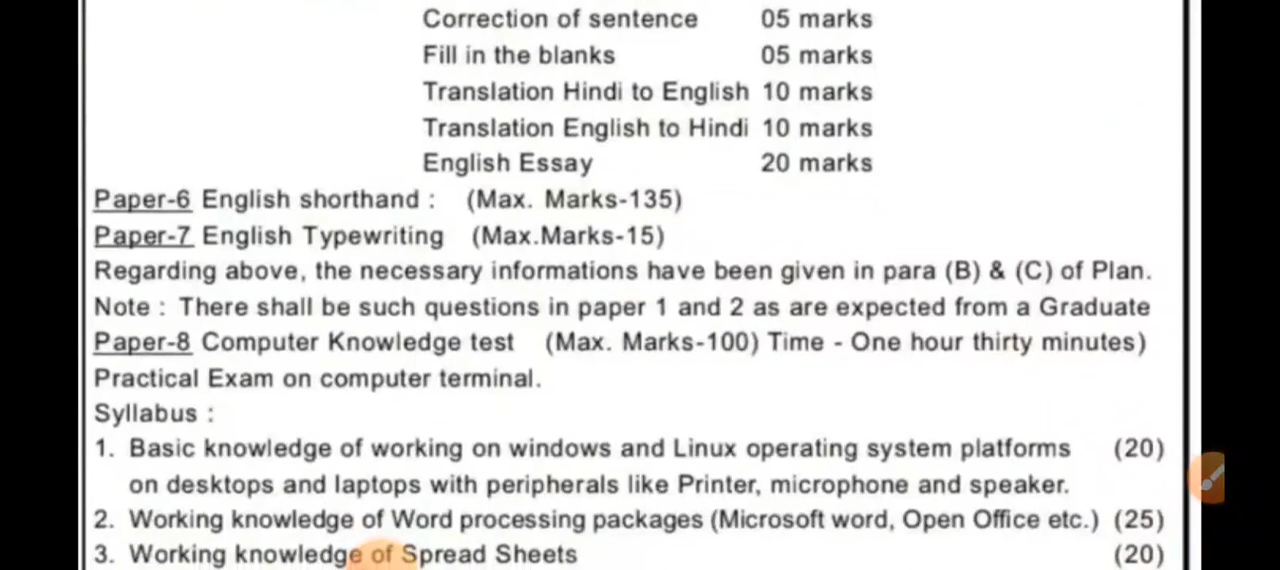 Correction of sentence 05 marks
Fill in the blanks 05 marks
Translation Hindi to English 10 marks
Translation English to Hindi 10 marks
English Essay 20 marks
Paper-6 English shorthand : (Max. Marks-135)
Paper-7 English Typewriting (Max.Marks-15)
Regarding above, the necessary informations have been given in para (B) & (C) of Plan.
Note : There shall be such questions in paper 1 and 2 as are expected from a Graduate
Paper-8 Computer Knowledge test (Max. Marks-100) Time - One hour thirty minutes)
Practical Exam on computer terminal.
Syllabus :
1. Basic knowledge of working on windows and Linux operating system platforms (20)
on desktops and laptops with peripherals like Printer, microphone and speaker.
2. Working knowledge of Word processing packages (Microsoft word, Open Office etc.) (25)
3. Working knowledge of Spread Sheets (20)